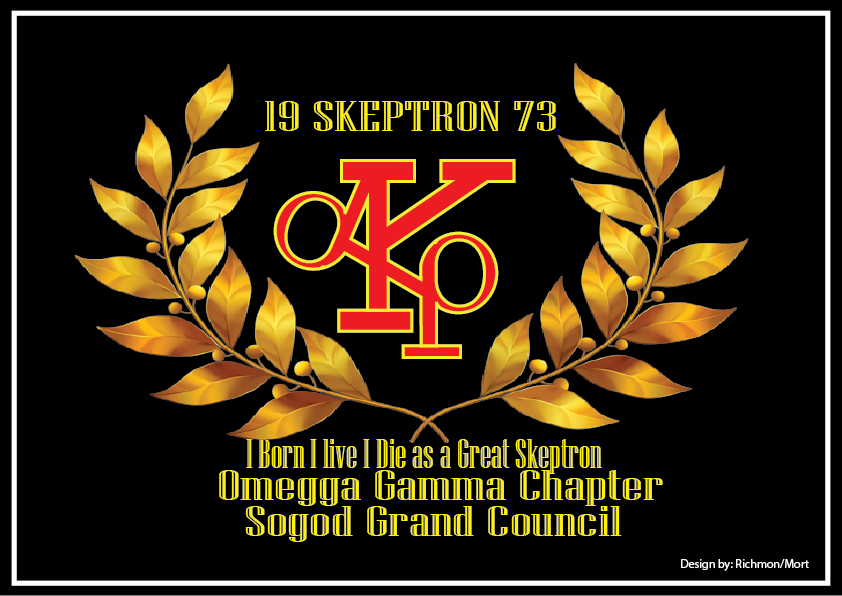 19 SKEPTRON 73
αKρ
I Born I live I Die as a Great Skeptron
Omegga Gamma Chapter
Sogod Grand Council
Design by: Richmon/Mort